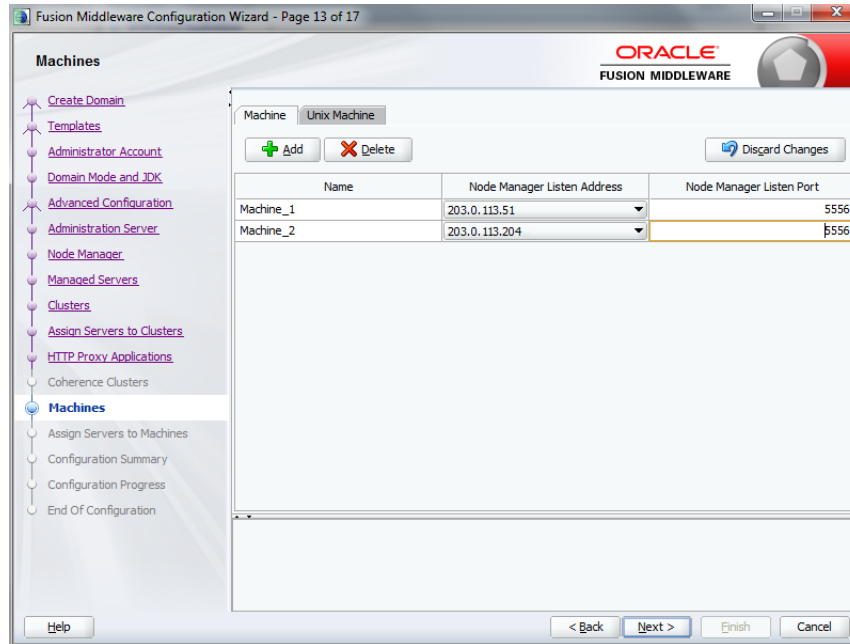 Fusion Middleware Configuration Wizard - Page 13 of 17
Machines
ORACLE
FUSION MIDDLEWARE
Create Domain
Templates
Administrator Account
Domain Mode and JDK
Advanced Configuration
Administration Server
Node Manager
Managed Servers
Clusters
Assign Servers to Clusters
HTTP Proxy Applications
Coherence Clusters
Machines
Assign Servers to Machines
Configuration Summary
Configuration Progress
End Of Configuration
Machine Unix Machine
Add Delete Discard Changes
Name Node Manager Listen Address Node Manager Listen Port
Machine_1 203.0.113.51 5556
Machine_2 203.0.113.204 5556
Help < Back Next > Finish Cancel